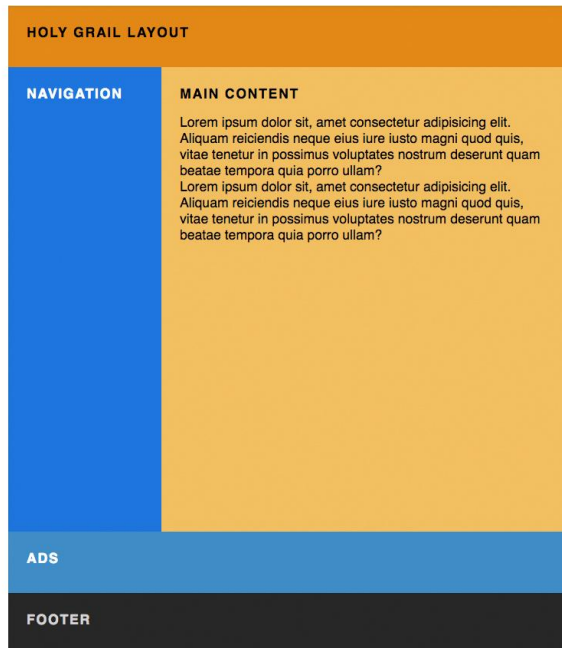 HOLY GRAIL LAYOUT
NAVIGATION
MAIN CONTENT
Lorem ipsum dolor sit, amet consectetur adipisicing elit.
Aliquam reiciendis neque eius iure iusto magni quod quis,
vitae tenetur in possimus voluptates nostrum deserunt quam
beatae tempora quia porro ullam?
Lorem ipsum dolor sit, amet consectetur adipisicing elit.
Aliquam reiciendis neque eius iure iusto magni quod quis,
vitae tenetur in possimus voluptates nostrum deserunt quam
beatae tempora quia porro ullam?
ADS
FOOTER